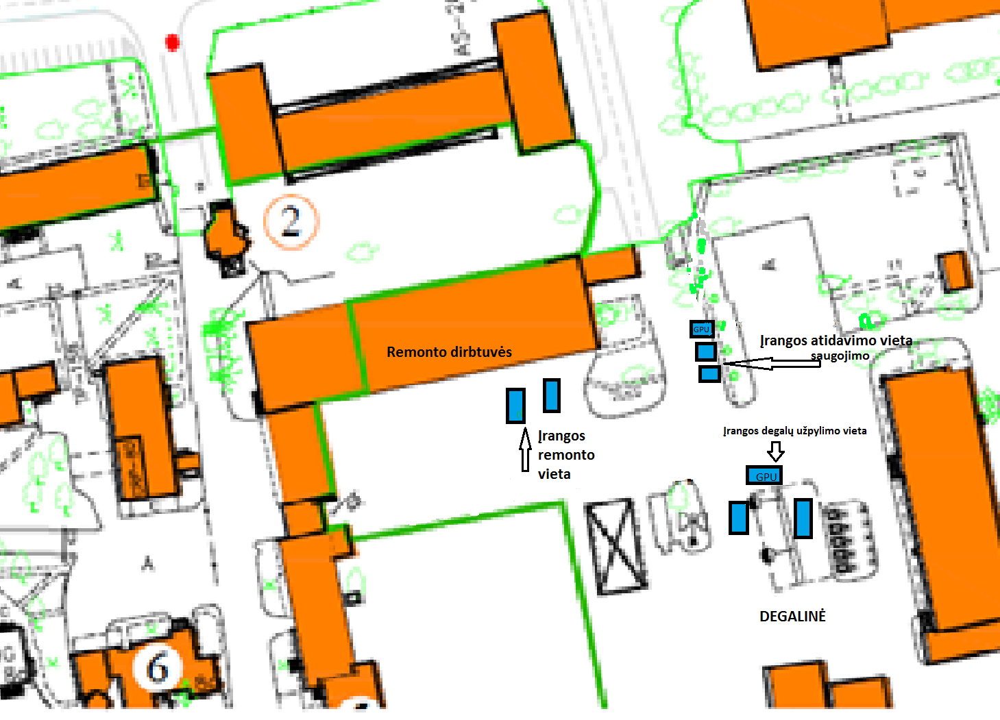 2
A
A
GPU
Įrangos atidavimo vieta
saugojimo
Remonto dirbtuvės
Įrangos
remonto
vieta
Įrangos degalų užpylimo vieta
GPU
A
DEGALINĖ
6